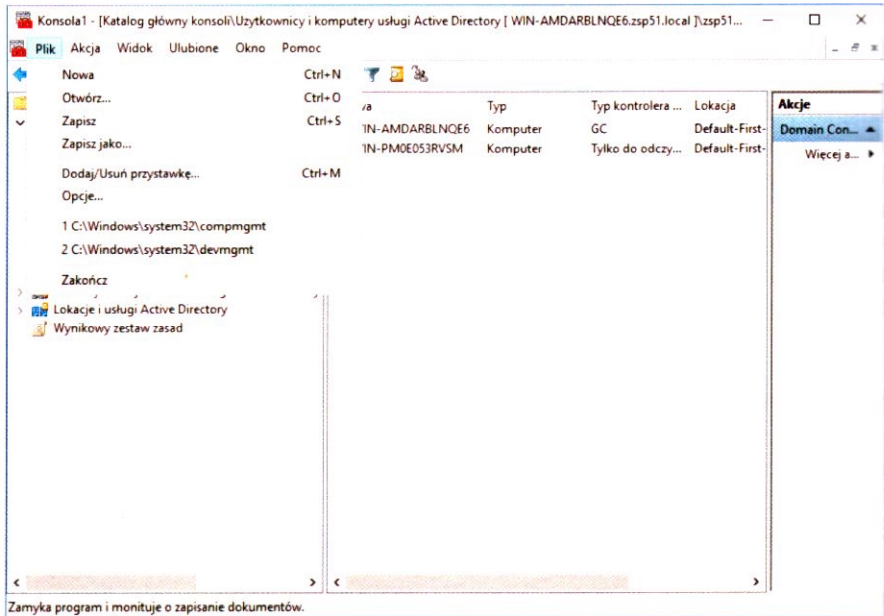 Konsola1 - [Katalog główny konsoli\Użytkownicy i komputery usługi Active Directory [ WIN-AMDARBLNQE6.zsp51.local ]\zsp51...
Plik Akcja Widok Ulubione Okno Pomoc
Nowa Ctrl+N
Otwórz... Ctrl+O
Zapisz Ctrl+S
Zapisz jako...
Dodaj/Usuń przystawkę... Ctrl+M
Opcje...
1 C:\Windows\system32\compmgmt
2 C:\Windows\system32\devmgmt
Zakończ
Lokacje i usługi Active Directory
Wynikowy zestaw zasad
Typ Typ kontrolera ... Lokacja
IN-AMDARBLNQE6 Komputer GC Default-First-
IN-PM0E053RVSM Komputer Tylko do odczy... Default-First-
Akcje
Domain Con...
Więcej a...
Zamyka program i monituje o zapisanie dokumentów.